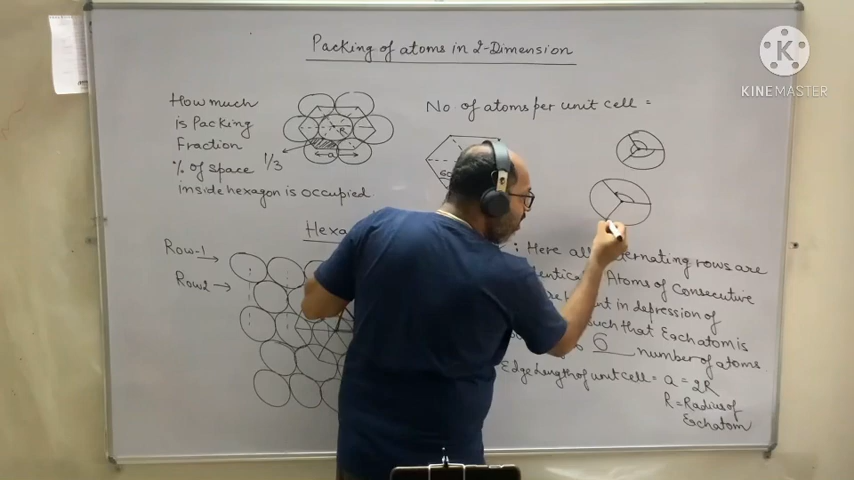 Packing of atoms in 2-Dimension
K
KINEMASTER
How much
is Packing
Fraction
% of space
inside hexagon is occupied
1/3
R
a
No. of atoms per unit cell =
60
Hexa
Row-1
Row2
: Here all alternating rows are
Atoms of Consecutive
in depression of
such that Each atom is
6 number of atoms
Edge Length of unit cell = a = 2R
R = Radius of
Each atom